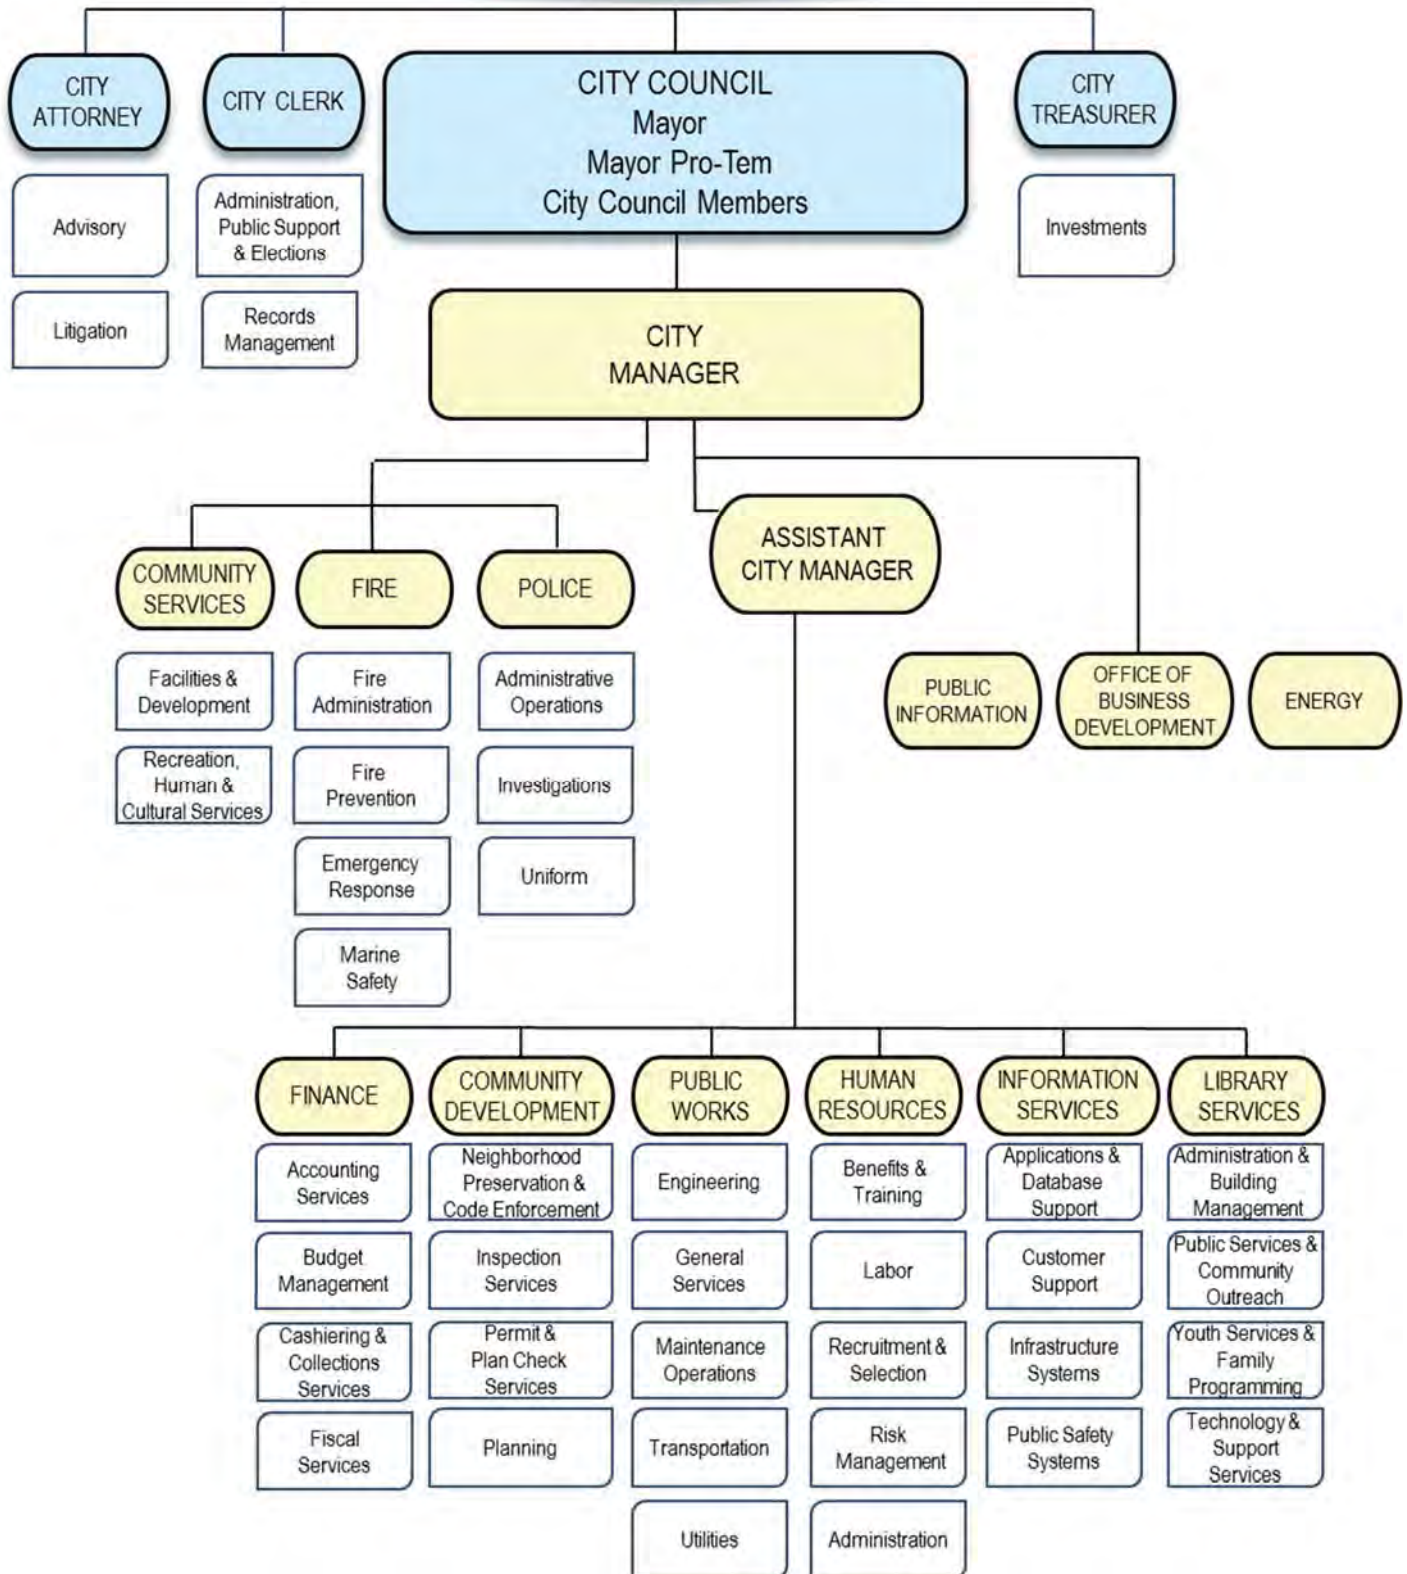 CITY
ATTORNEY
CITY CLERK
CITY COUNCIL
Mayor
Mayor Pro-Tem
City Council Members
CITY
TREASURER
Advisory
Litigation
Administration,
Public Support
& Elections
Records
Management
Investments
CITY
MANAGER
ASSISTANT
CITY MANAGER
COMMUNITY
SERVICES
FIRE
POLICE
Facilities &
Development
Recreation,
Human &
Cultural Services
Fire
Administration
Fire
Prevention
Emergency
Response
Marine
Safety
Administrative
Operations
Investigations
Uniform
PUBLIC
INFORMATION
OFFICE OF
BUSINESS
DEVELOPMENT
ENERGY
FINANCE
Accounting
Services
Budget
Management
Cashiering &
Collections
Services
Fiscal
Services
COMMUNITY
DEVELOPMENT
Neighborhood
Preservation &
Code Enforcement
Inspection
Services
Permit &
Plan Check
Services
Planning
PUBLIC
WORKS
Engineering
General
Services
Maintenance
Operations
Transportation
Utilities
HUMAN
RESOURCES
Benefits &
Training
Labor
Recruitment &
Selection
Risk
Management
Administration
INFORMATION
SERVICES
Applications &
Database
Support
Customer
Support
Infrastructure
Systems
Public Safety
Systems
LIBRARY
SERVICES
Administration &
Building
Management
Public Services &
Community
Outreach
Youth Services &
Family
Programming
Technology &
Support
Services